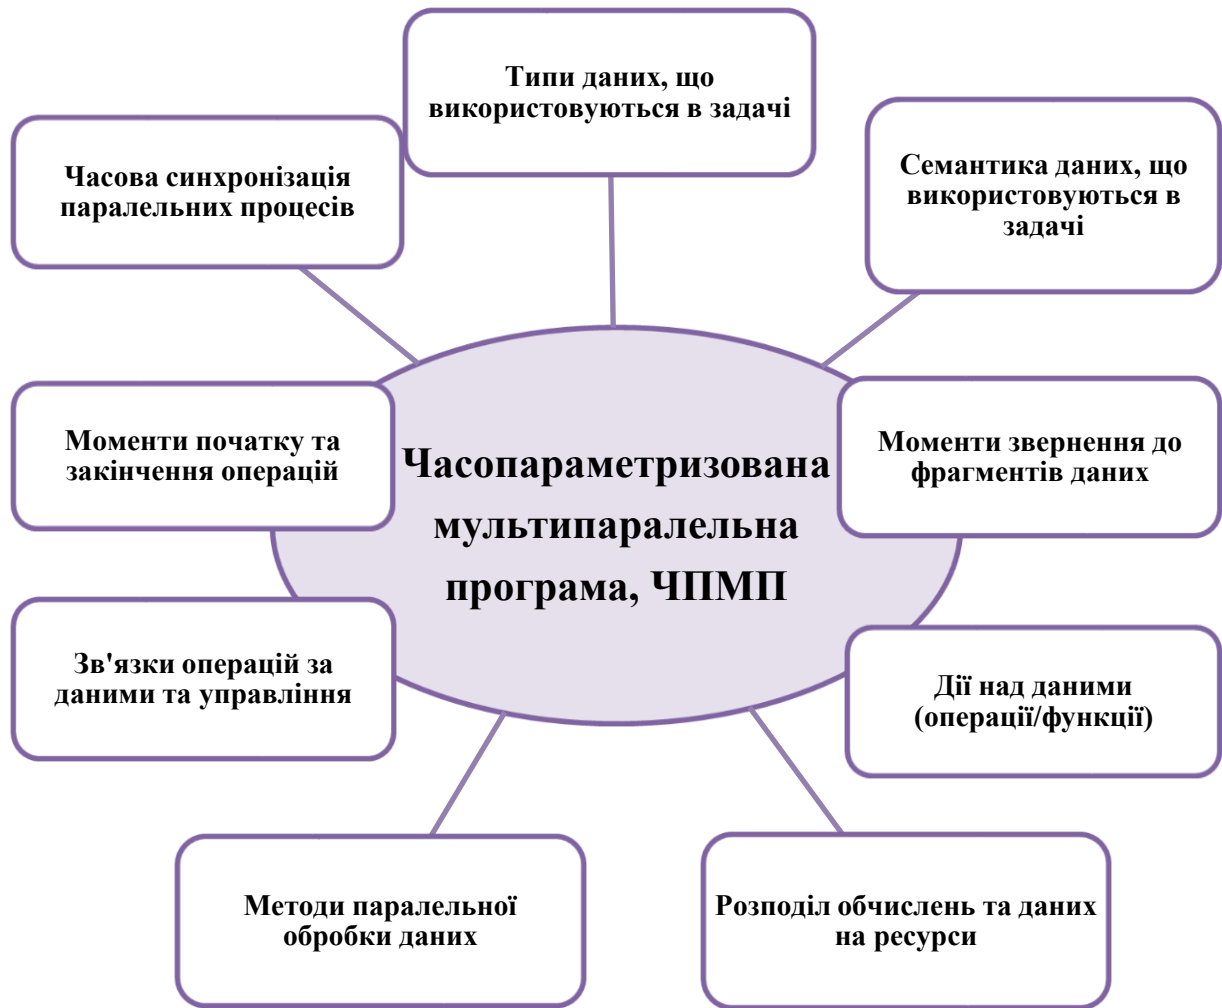 Типи даних, що
використовуються в задачі
Часова синхронізація
паралельних процесів
Семантика даних, що
використовуються в
задачі
Моменти початку та
закінчення операцій
Часопараметризована
мультипаралельна
програма, ЧПМП
Моменти звернення до
фрагментів даних
Зв'язки операцій за
даними та управління
Дії над даними
(операції/функції)
Методи паралельної
обробки даних
Розподіл обчислень та даних
на ресурси